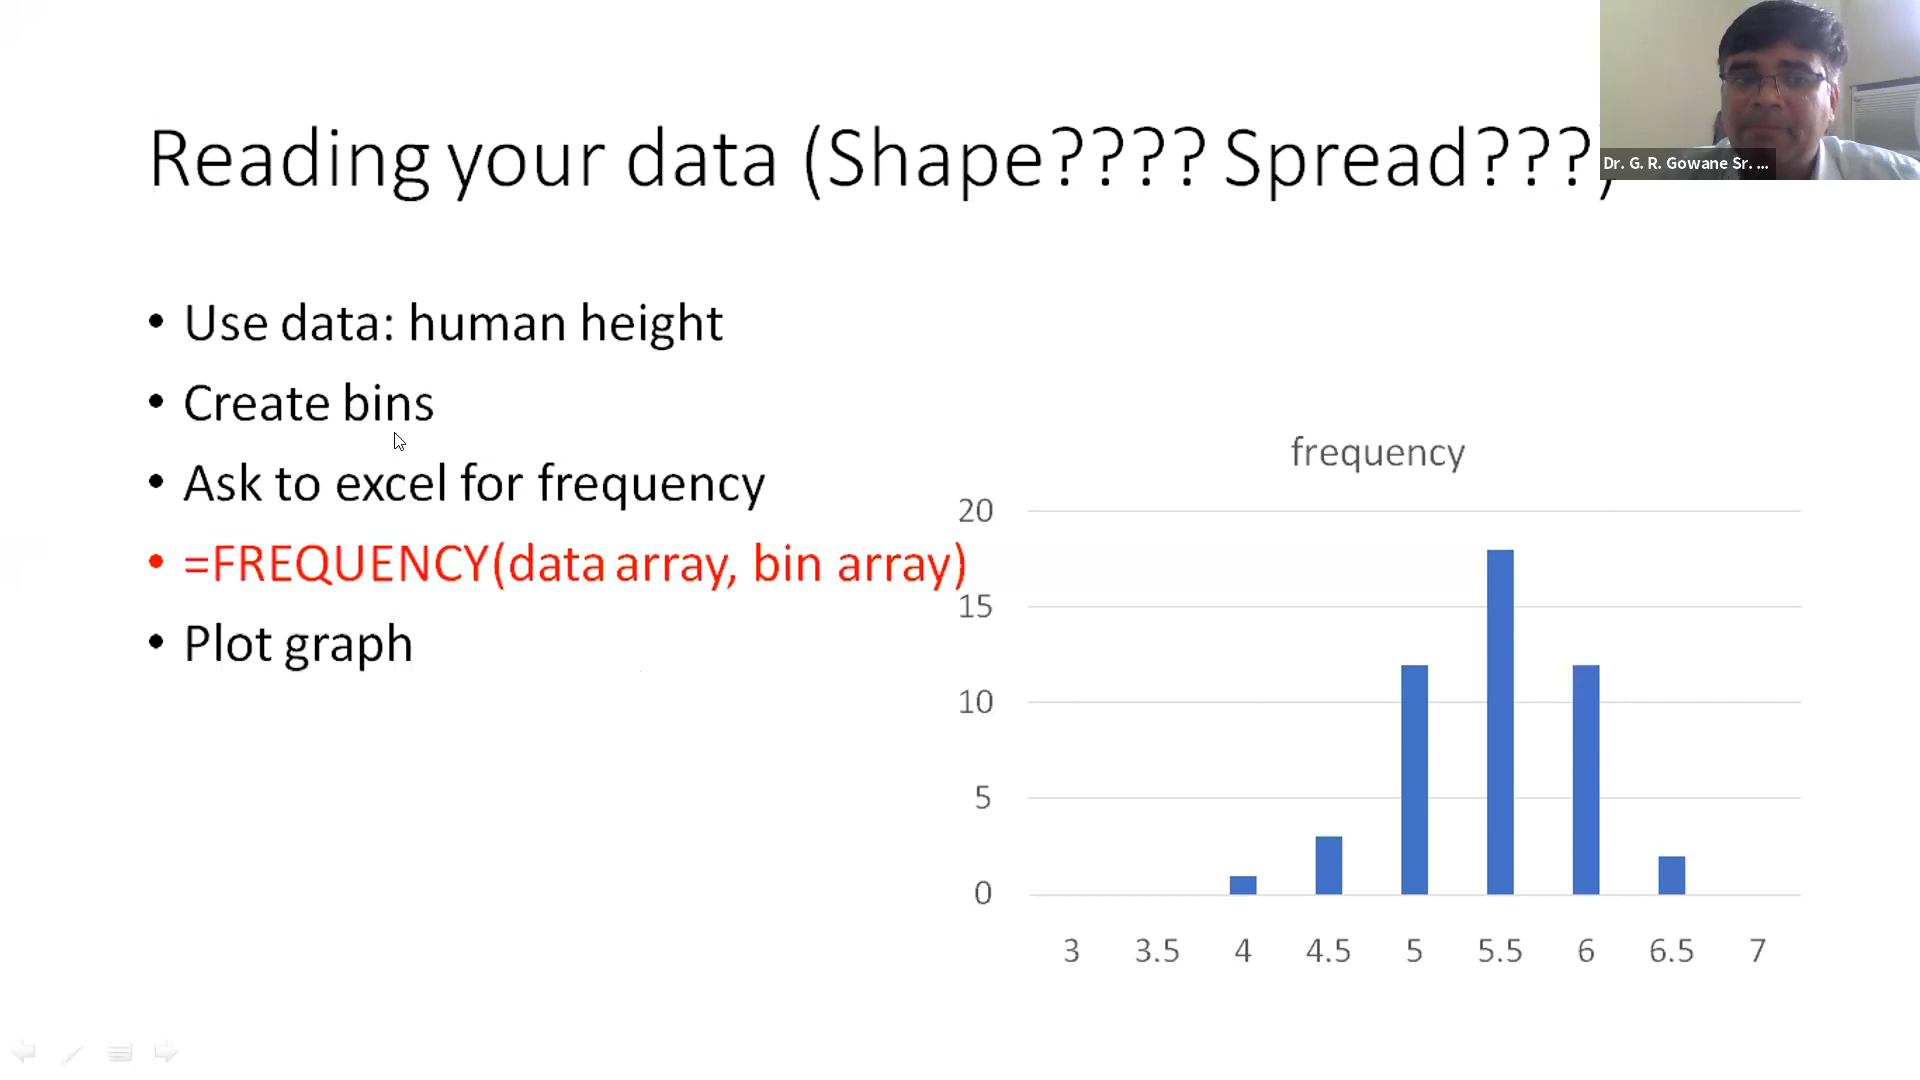 Reading your data (Shape???? Spread???)
Dr. G. R. Gowane Sr. ...
• Use data: human height
• Create bins
• Ask to excel for frequency
• =FREQUENCY(data array, bin array)
• Plot graph
frequency
20
15
10
5
0
3 3.5 4 4.5 5 5.5 6 6.5 7